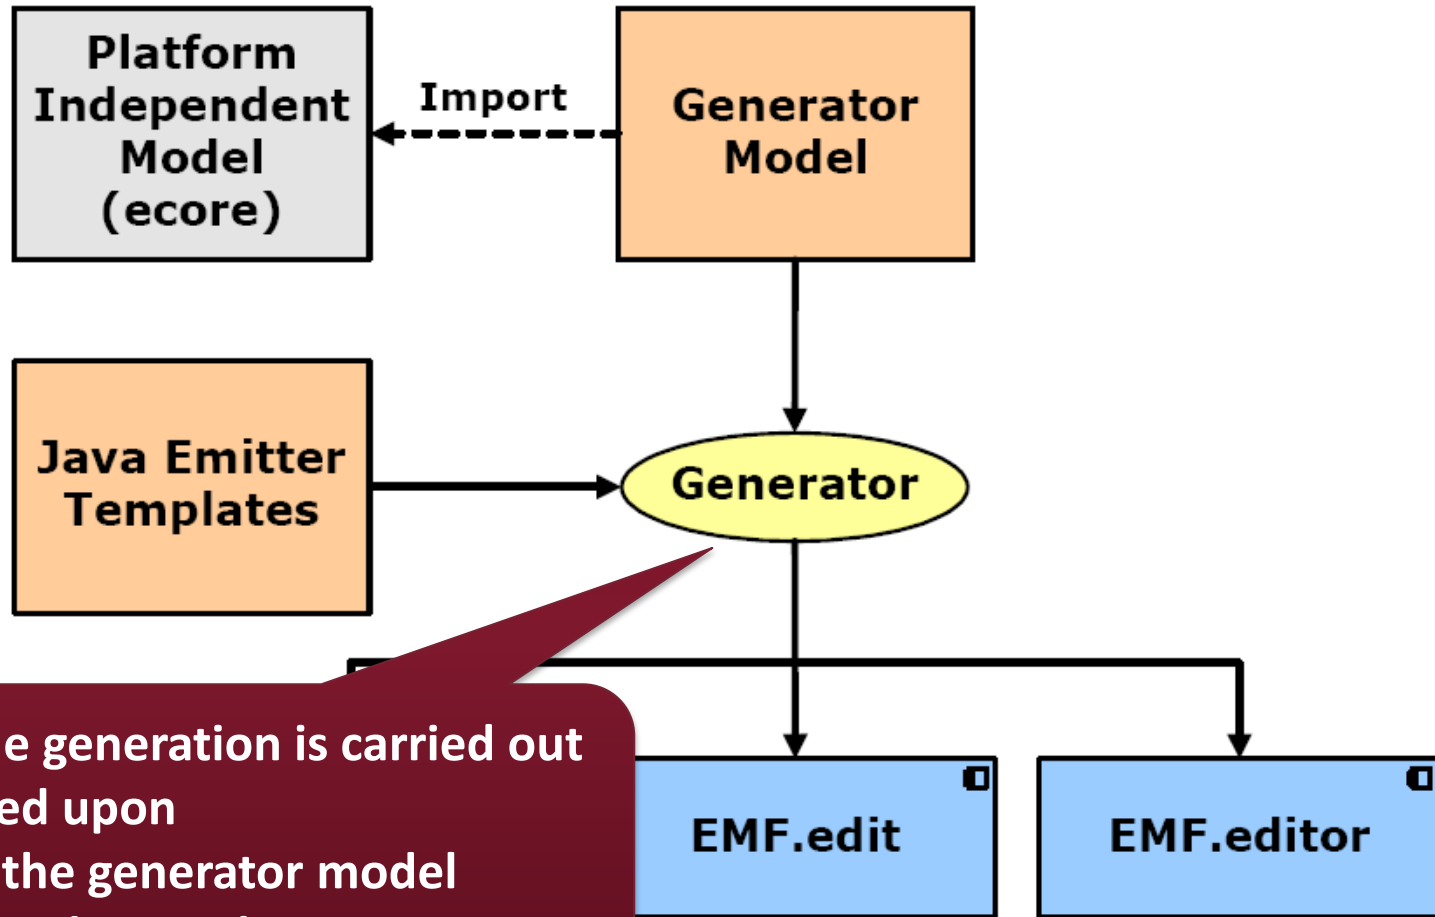 Platform
Independent
Model
(ecore)
Import
Generator
Model
Java Emitter
Templates
Generator
generation is carried out
upon
the generator model
EMF.edit
EMF.editor